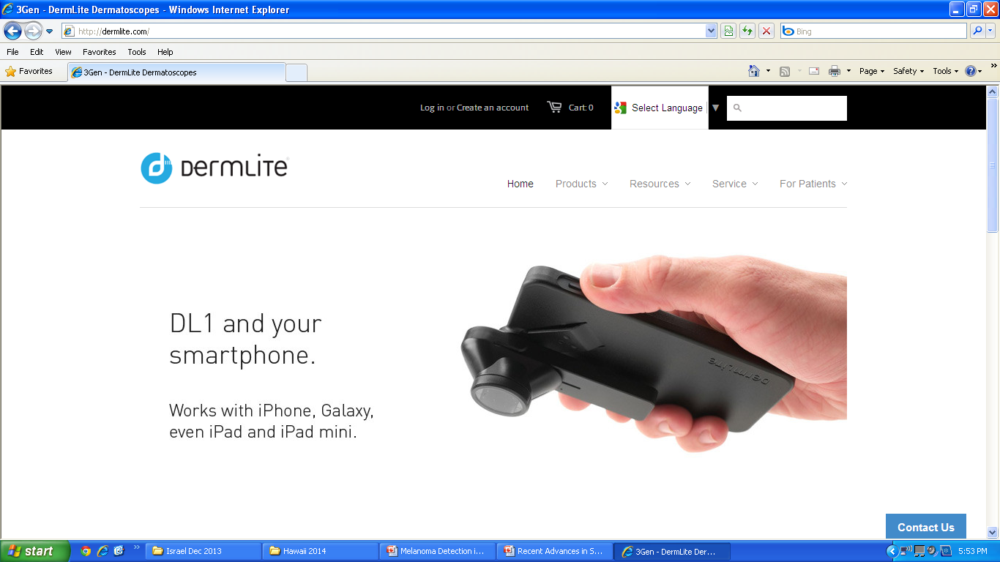 3Gen - DermLite Dermatoscopes - Windows Internet Explorer
http://dermlite.com/
Bing
File Edit View Favorites Tools Help
Favorites
3Gen - DermLite Dermatoscopes
Page Safety Tools
Log in or Create an account
Cart: 0
Select Language
DermLite
Home Products Resources Service For Patients
DL1 and your
smartphone.
Works with iPhone, Galaxy,
even iPad and iPad mini.
DermLite
Contact Us
start
Israel Dec 2013
Hawaii 2014
Melanoma Detection i...
Recent Advances in S...
3Gen - DermLite Der...
5:53 PM